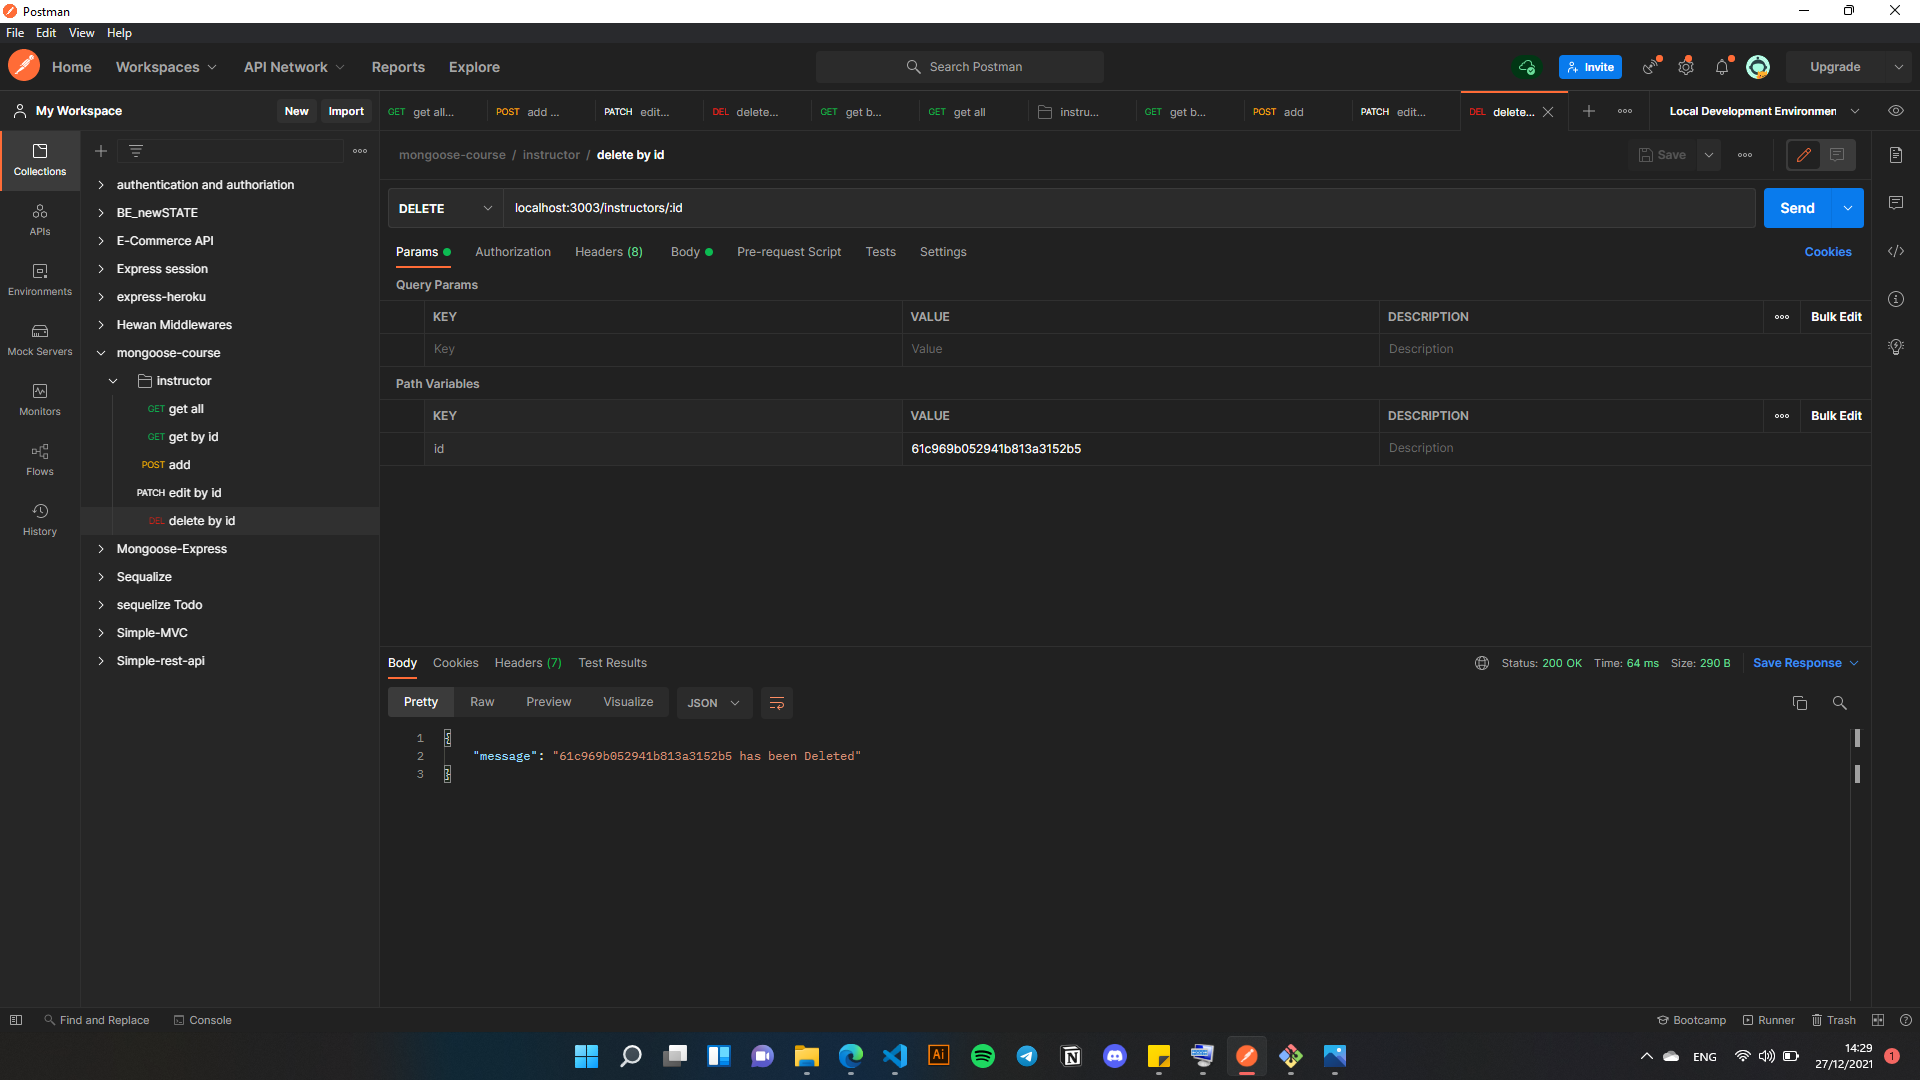 Postman
File Edit View Help
Home Workspaces API Network Reports Explore
Search Postman
Invite
Upgrade
My Workspace
New Import
GET get all...
POST add ...
PATCH edit...
DEL delete...
GET get b...
GET get all
instru...
GET get b...
POST add
PATCH edit...
DEL delete...
Local Development Environmen
Collections
APIs
Environments
Mock Servers
Monitors
Flows
History
authentication and authoriation
BE_newSTATE
E-Commerce API
Express session
express-heroku
Hewan Middlewares
mongoose-course
instructor
GET get all
GET get by id
POST add
PATCH edit by id
DEL delete by id
Mongoose-Express
Sequalize
sequelize Todo
Simple-MVC
Simple-rest-api
mongoose-course / instructor / delete by id
Save
DELETE localhost:3003/instructors/:id
Send
Params Authorization Headers (8) Body Pre-request Script Tests Settings
Cookies
Query Params
KEY VALUE DESCRIPTION Bulk Edit
Key Value Description
Path Variables
KEY VALUE DESCRIPTION Bulk Edit
id 61c969b052941b813a3152b5 Description
Body Cookies Headers (7) Test Results
Status: 200 OK Time: 64 ms Size: 290 B Save Response
Pretty Raw Preview Visualize JSON
1 {
2 "message": "61c969b052941b813a3152b5 has been Deleted"
3 }
Find and Replace Console
Bootcamp Runner Trash
Ai
ENG
14:29
27/12/2021
1